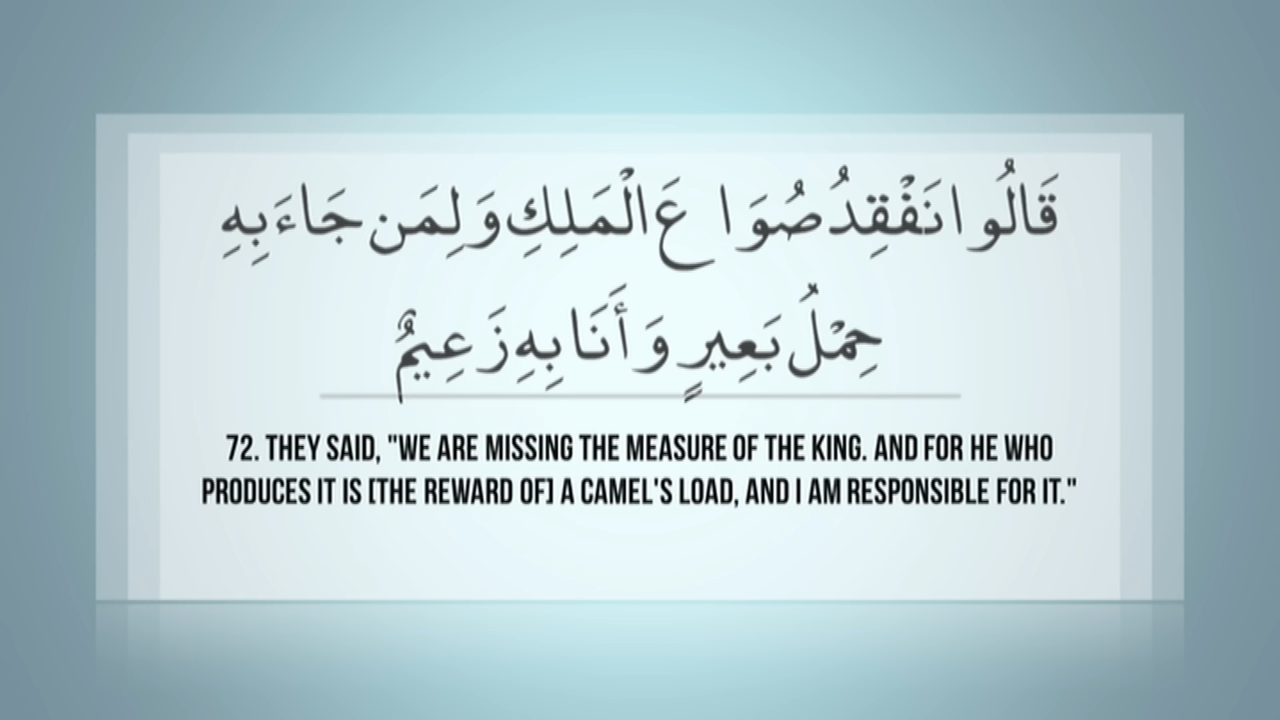 قَالُوا نَفْقِدُ صُوَا عَ الْمَلِكِ وَلِمَن جَاءَ بِهِ
حِمْلُ بَعِيرٍ وَأَنَا بِهِ زَعِيمٌ
72. THEY SAID, "WE ARE MISSING THE MEASURE OF THE KING. AND FOR HE WHO
PRODUCES IT IS [THE REWARD OF] A CAMEL'S LOAD, AND I AM RESPONSIBLE FOR IT."